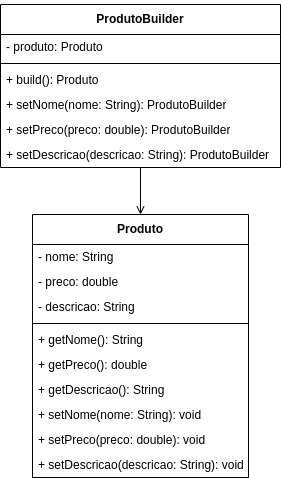 ProdutoBuilder
- produto: Produto
+ build(): Produto
+ setNome(nome: String): ProdutoBuilder
+ setPreco(preco: double): ProdutoBuilder
+ setDescricao(descricao: String): ProdutoBuilder
Produto
- nome: String
- preco: double
- descricao: String
+ getNome(): String
+ getPreco(): double
+ getDescricao(): String
+ setNome(nome: String): void
+ setPreco(preco: double): void
+ setDescricao(descricao: String): void